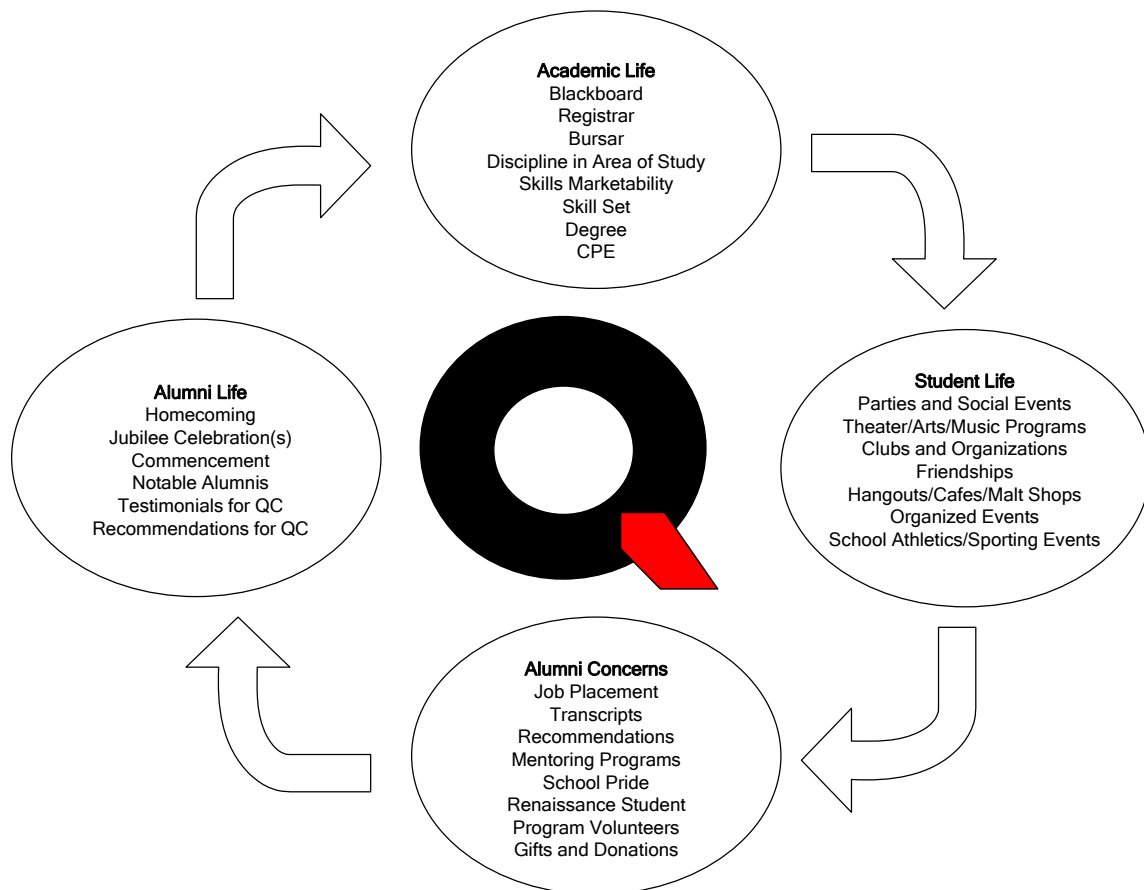 Academic Life
Blackboard
Registrar
Bursar
Discipline in Area of Study
Skills Marketability
Skill Set
Degree
CPE
Student Life
Parties and Social Events
Theater/Arts/Music Programs
Clubs and Organizations
Friendships
Hangouts/Cafes/Malt Shops
Organized Events
School Athletics/Sporting Events
Alumni Concerns
Job Placement
Transcripts
Recommendations
Mentoring Programs
School Pride
Renaissance Student
Program Volunteers
Gifts and Donations
Alumni Life
Homecoming
Jubilee Celebration(s)
Commencement
Notable Alumnis
Testimonials for QC
Recommendations for QC
Q